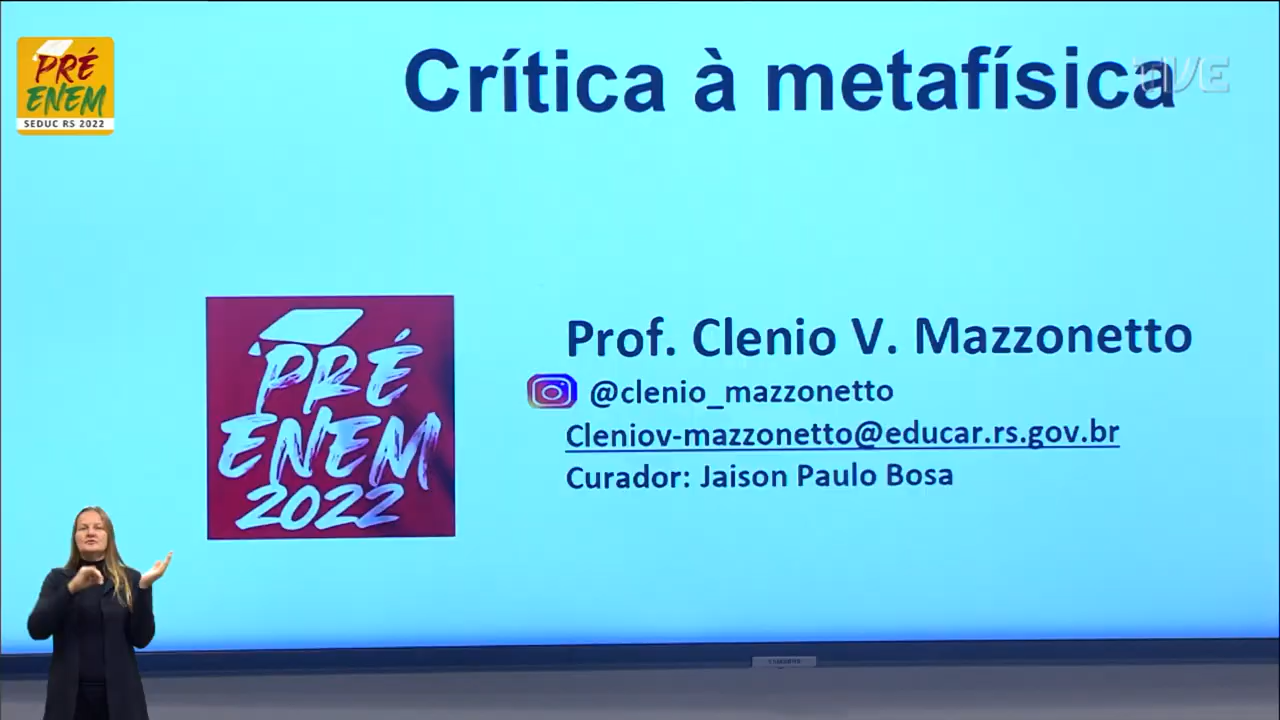 PRÉ
ENEM
SEDUC RS 2022
Crítica à metafísica
TVE
PRÉ
ENEM
2022
Prof. Clenio V. Mazzonetto
@clenio_mazzonetto
Cleniov-mazzonetto@educar.rs.gov.br
Curador: Jaison Paulo Bosa